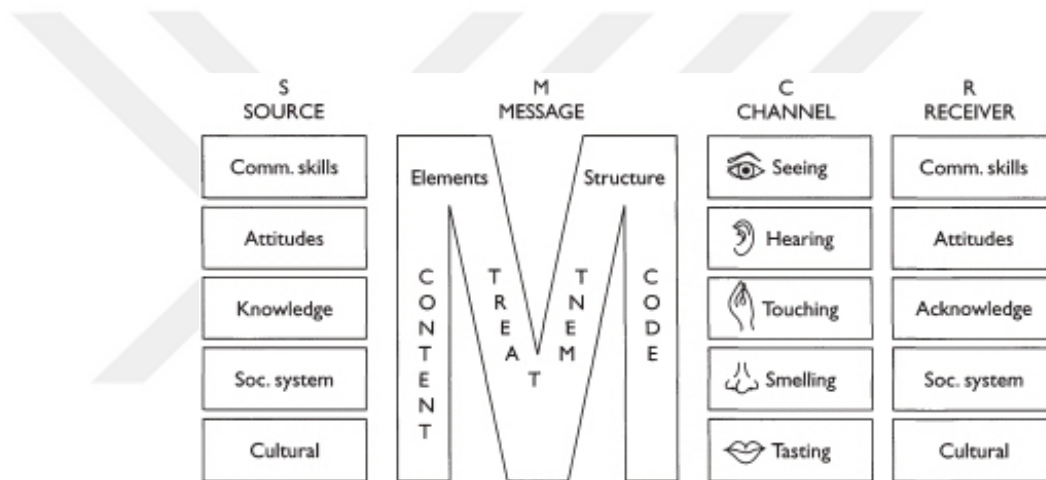 S
SOURCE
Comm. skills
Attitudes
Knowledge
Soc. system
Cultural
M
MESSAGE
Elements
Structure
CONTENT
TREATMENT
CODE
C
CHANNEL
Seeing
Hearing
Touching
Smelling
Tasting
R
RECEIVER
Comm. skills
Attitudes
Acknowledge
Soc. system
Cultural